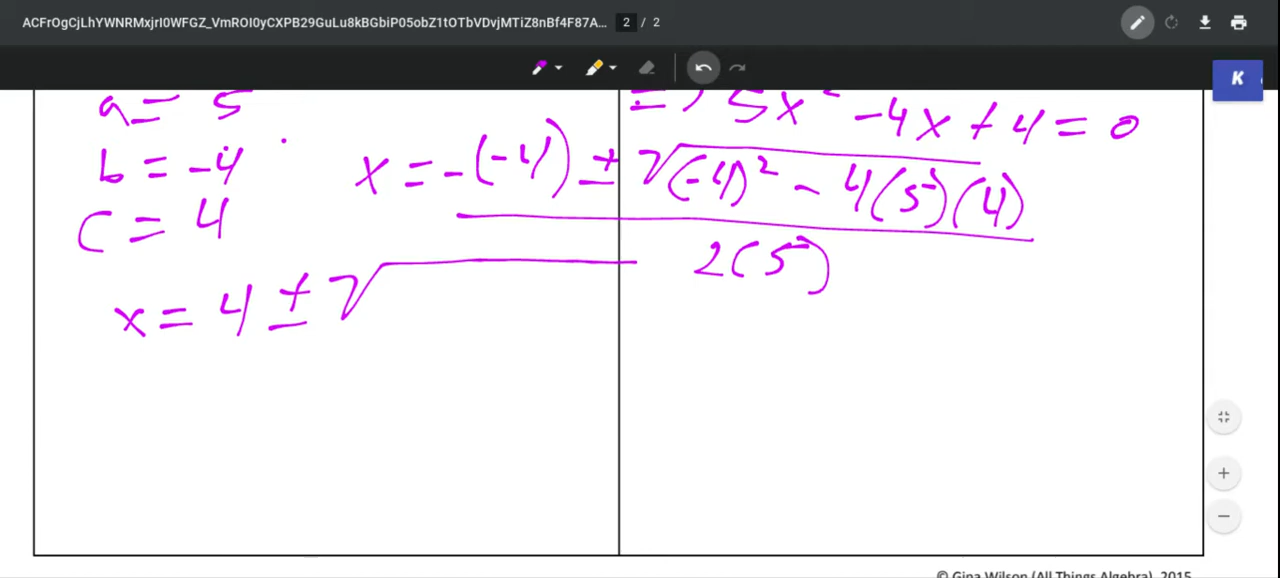 ACFrOgCjLhYWNRMxjrI0WFGZ_VmROI0yCXPB29GuLu8kBGbiP05obZ1tOTbVDvjMTiZ8nBf4F87A... 2 / 2
K
a = 5
=> 5x² -4x + 4 = 0
b = -4
x = -(-4) ± √(-4)² - 4(5)(4)
c = 4
2(5)
x = 4 ± √
© Gina Wilson (All Things Algebra), 2015